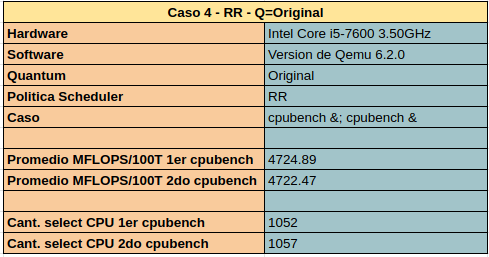 Caso 4 - RR - Q=Original
Hardware Intel Core i5-7600 3.50GHz
Software Version de Qemu 6.2.0
Quantum Original
Politica Scheduler RR
Caso cpubench &; cpubench &
Promedio MFLOPS/100T 1er cpubench 4724.89
Promedio MFLOPS/100T 2do cpubench 4722.47
Cant. select CPU 1er cpubench 1052
Cant. select CPU 2do cpubench 1057